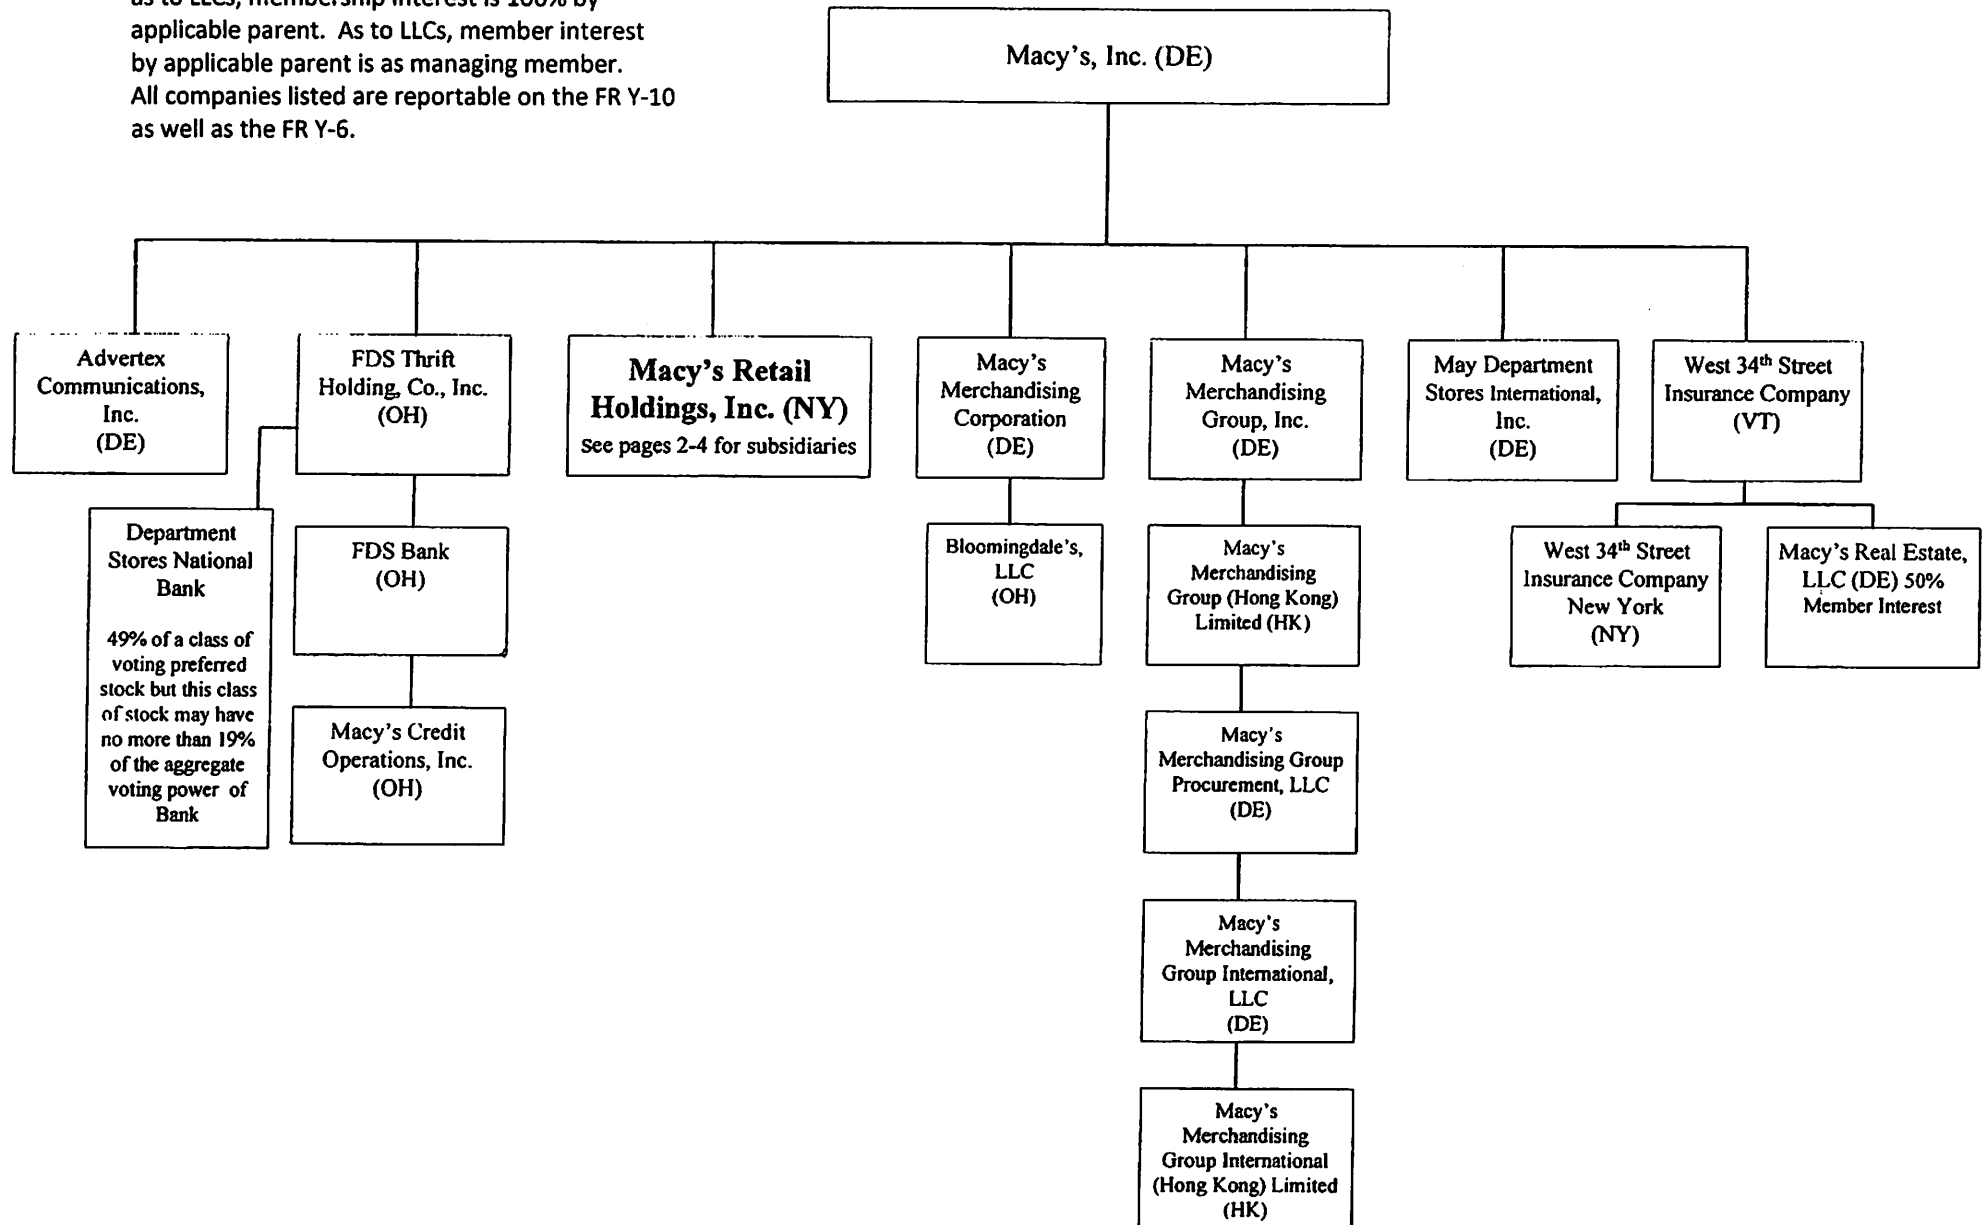 as to LLCs, membership interest is 100% by
applicable parent. As to LLCs, member interest
by applicable parent is as managing member.
All companies listed are reportable on the FR Y-10
as well as the FR Y-6.
Macy's, Inc. (DE)
Advertex
Communications,
Inc.
(DE)
FDS Thrift
Holding, Co., Inc.
(OH)
Macy's Retail
Holdings, Inc. (NY)
See pages 2-4 for subsidiaries
Macy's
Merchandising
Corporation
(DE)
Macy's
Merchandising
Group, Inc.
(DE)
May Department
Stores International,
Inc.
(DE)
West 34th Street
Insurance Company
(VT)
Department
Stores National
Bank
49% of a class of
voting preferred
stock but this class
of stock may have
no more than 19%
of the aggregate
voting power of
Bank
FDS Bank
(OH)
Bloomingdale's,
LLC
(OH)
Macy's
Merchandising
Group (Hong Kong)
Limited (HK)
West 34th Street
Insurance Company
New York
(NY)
Macy's Real Estate,
LLC (DE) 50%
Member Interest
Macy's Credit
Operations, Inc.
(OH)
Macy's
Merchandising Group
Procurement, LLC
(DE)
Macy's
Merchandising
Group International,
LLC
(DE)
Macy's
Merchandising
Group International
(Hong Kong) Limited
(HK)